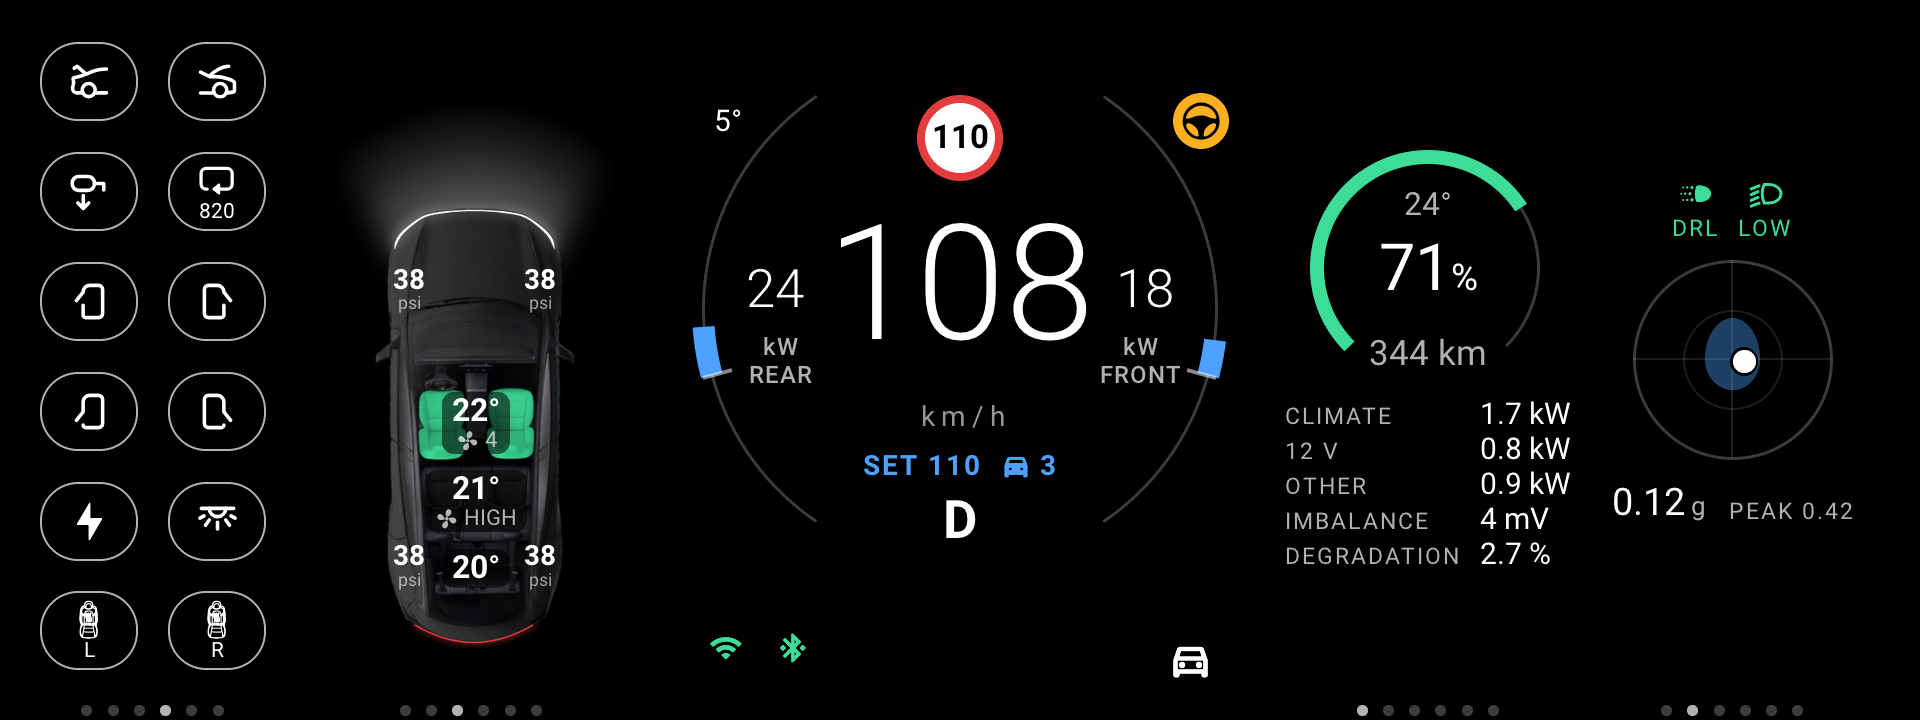 820
L
R
38
psi
38
psi
22°
4
21°
HIGH
38
psi
20°
38
psi
5°
110
24
kW
REAR
108
18
kW
FRONT
km/h
SET 110
3
D
24°
71%
344 km
CLIMATE 1.7 kW
12 V 0.8 kW
OTHER 0.9 kW
IMBALANCE 4 mV
DEGRADATION 2.7 %
DRL LOW
0.12 g PEAK 0.42